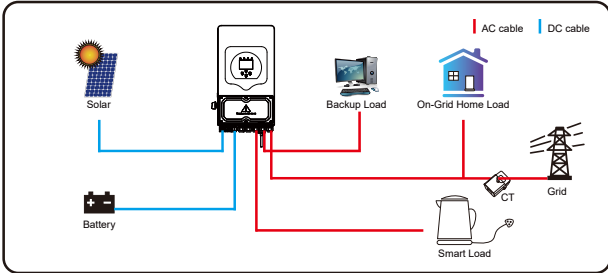 AC cable
DC cable
Solar
Backup Load
On-Grid Home Load
CT
Grid
Battery
Smart Load